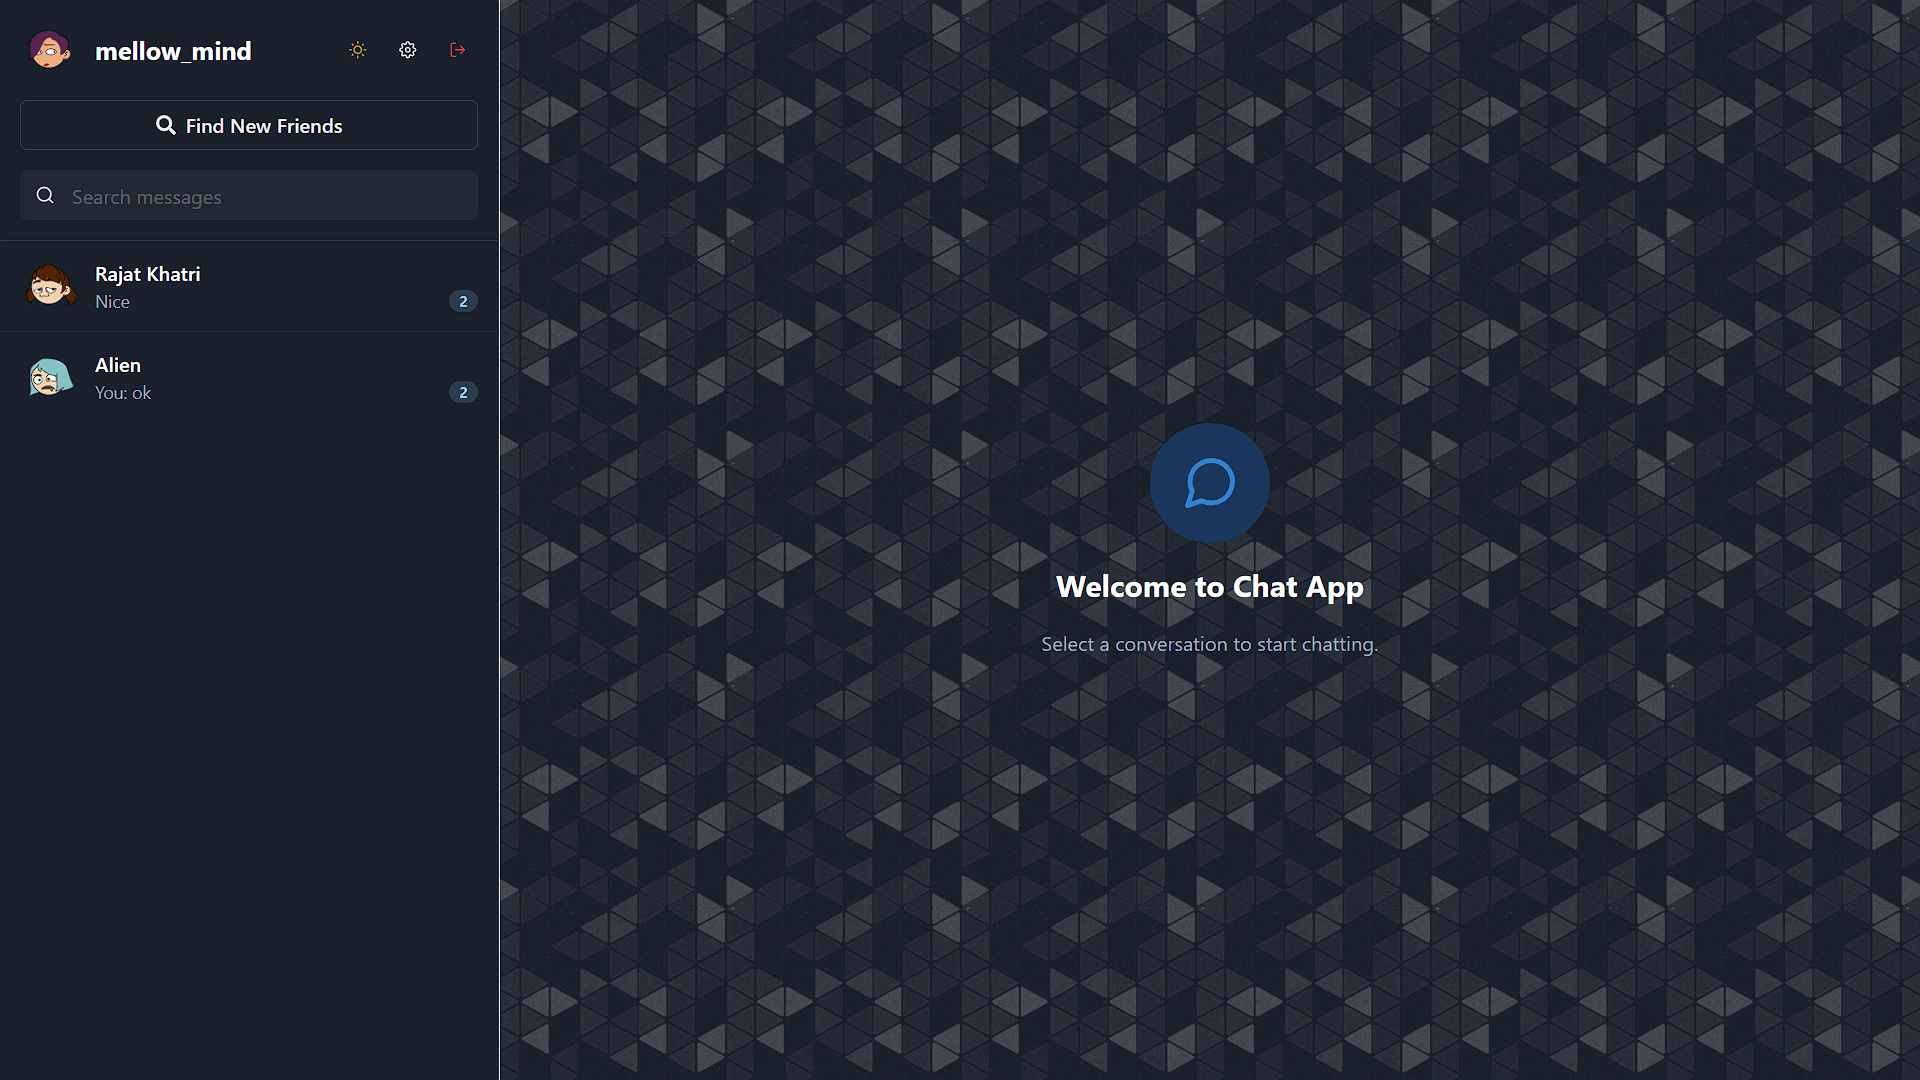 mellow_mind
Find New Friends
Search messages
Rajat Khatri
Nice
2
Alien
You: ok
2
Welcome to Chat App
Select a conversation to start chatting.